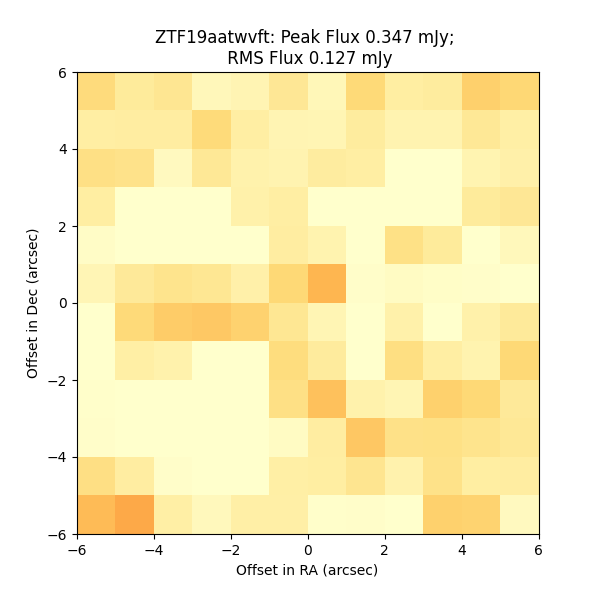 ZTF19aatwvft: Peak Flux 0.347 mJy;
RMS Flux 0.127 mJy
6
4
2
0
−2
−4
−6
Offset in Dec (arcsec)
−6 −4 −2 0 2 4 6
Offset in RA (arcsec)